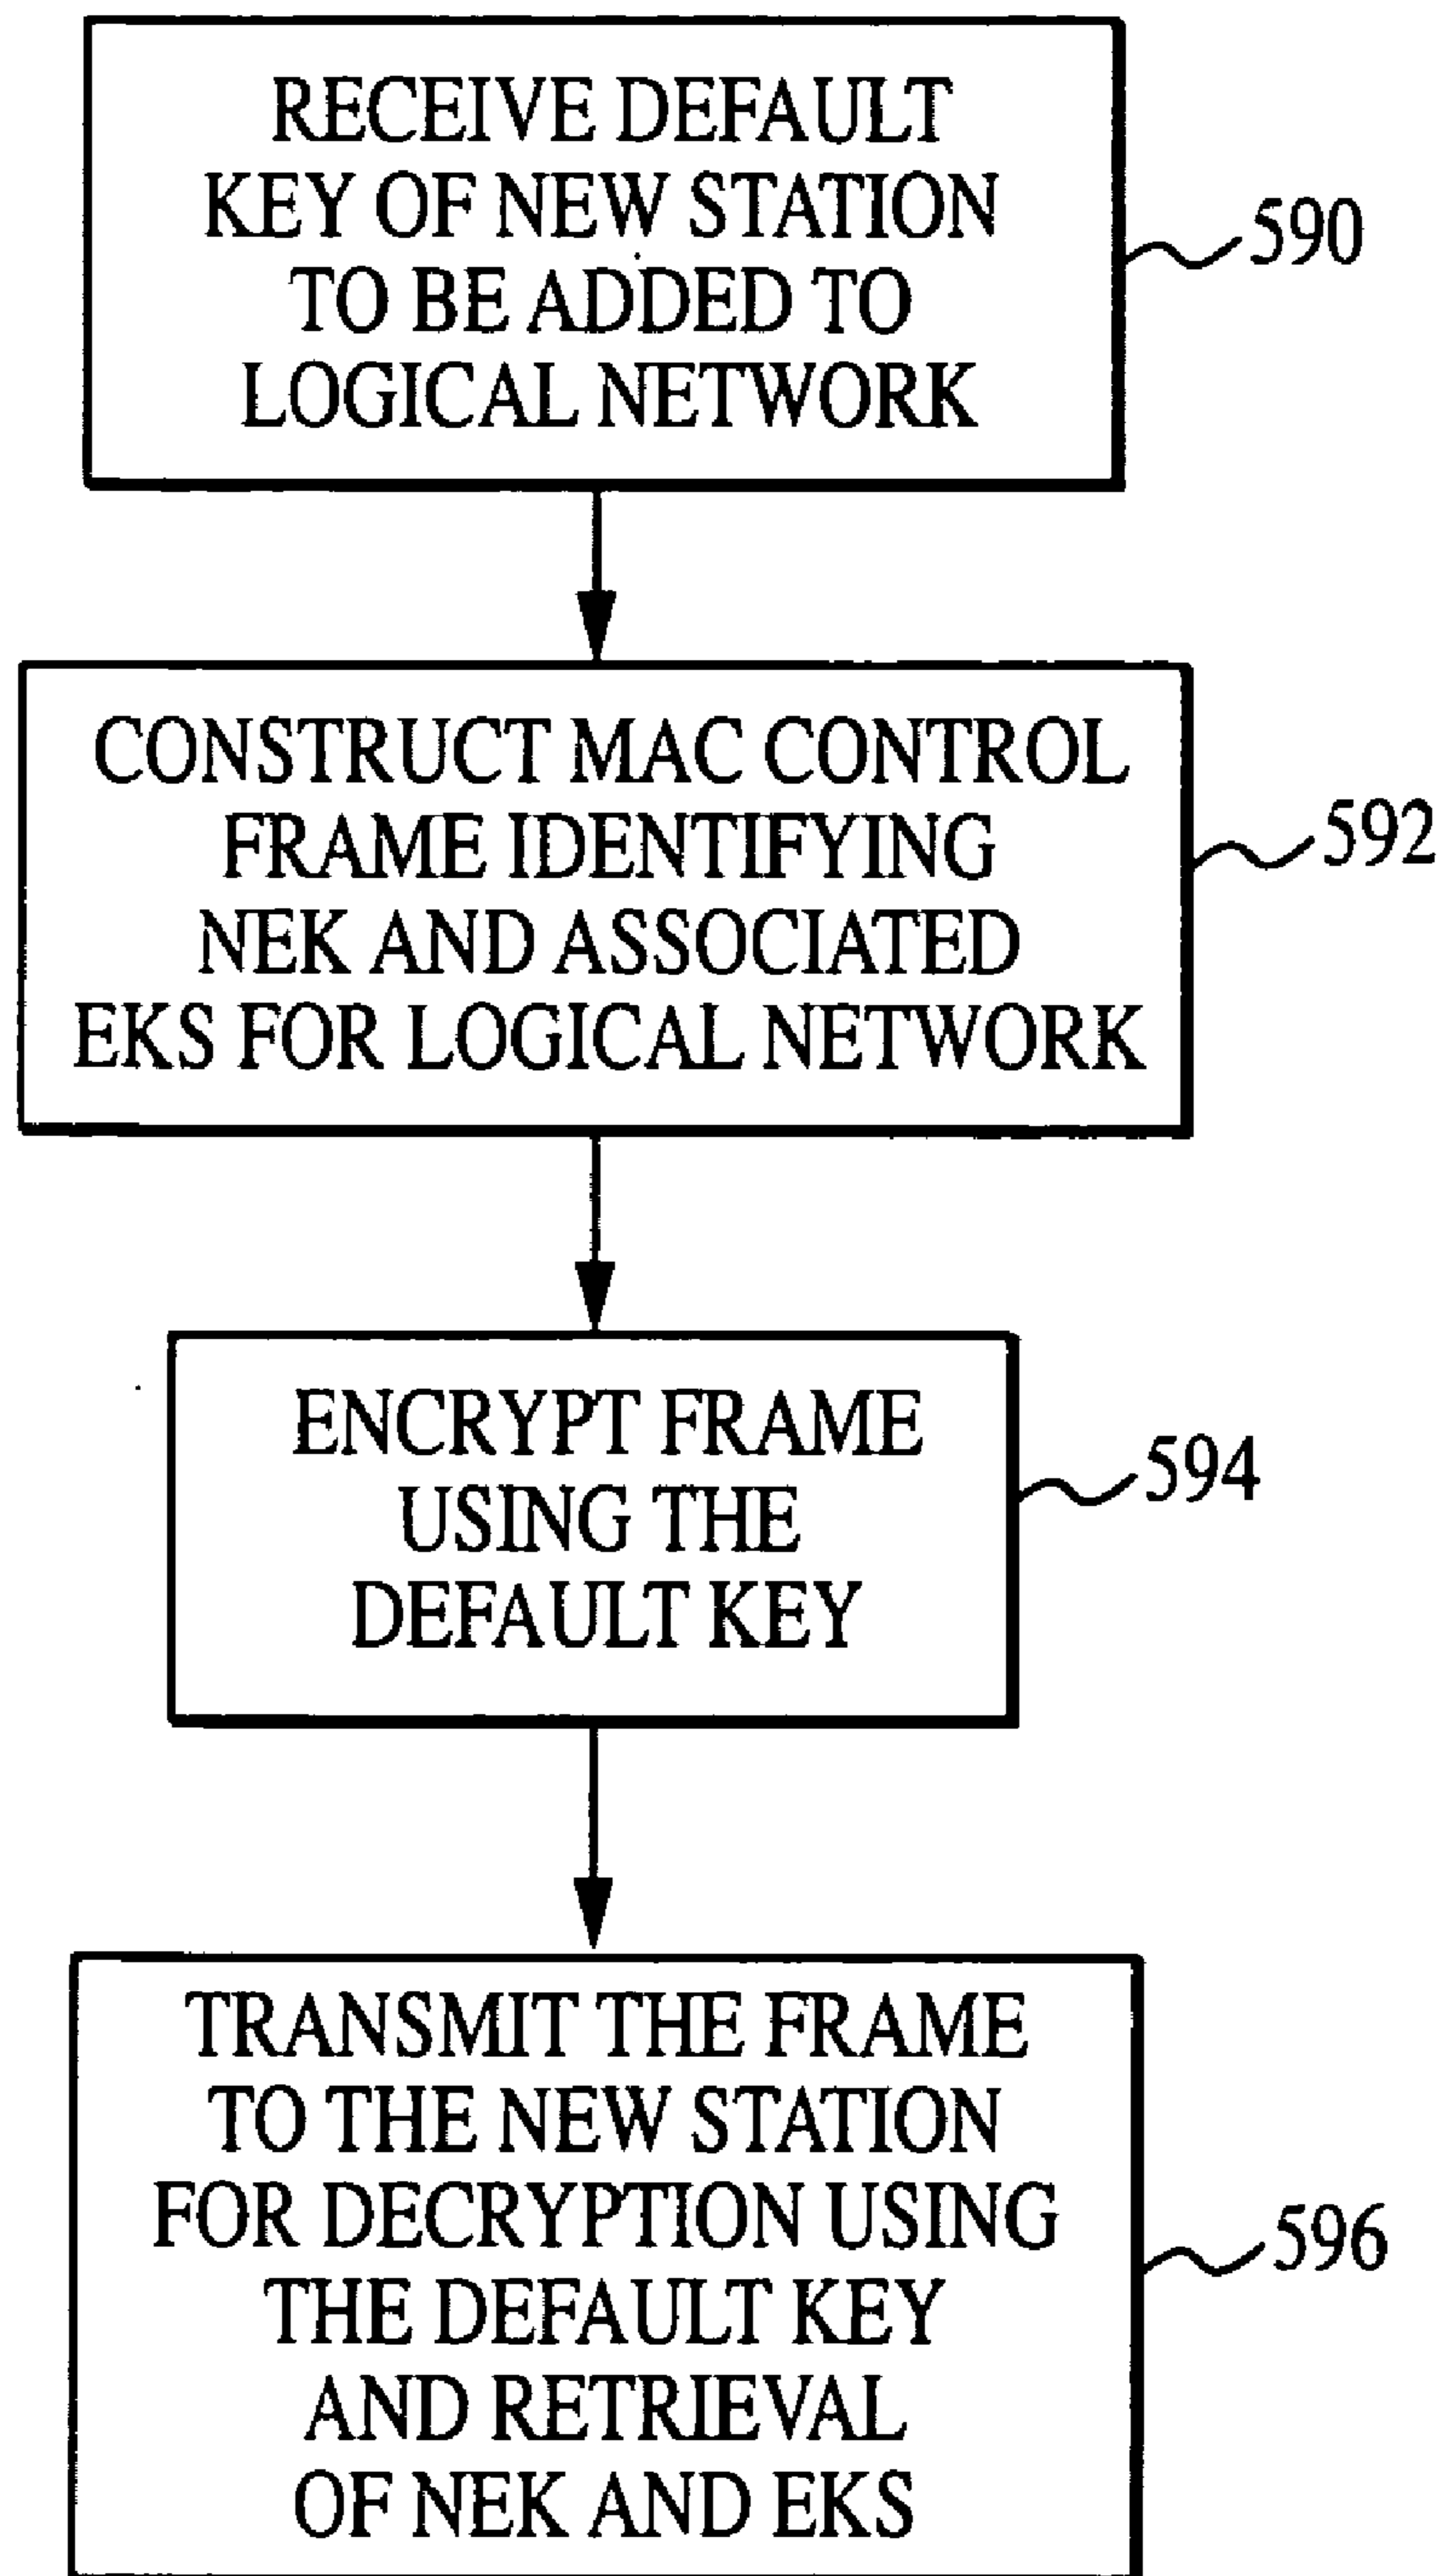 RECEIVE DEFAULT
KEY OF NEW STATION
TO BE ADDED TO
LOGICAL NETWORK
590
CONSTRUCT MAC CONTROL
FRAME IDENTIFYING
NEK AND ASSOCIATED
EKS FOR LOGICAL NETWORK
592
ENCRYPT FRAME
USING THE
DEFAULT KEY
594
TRANSMIT THE FRAME
TO THE NEW STATION
FOR DECRYPTION USING
THE DEFAULT KEY
AND RETRIEVAL
OF NEK AND EKS
596